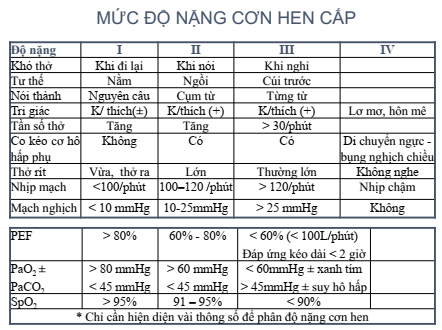 MỨC ĐỘ NẶNG CƠN HEN CẤP
Độ nặng I II III IV
Khó thở Khi đi lại Khi nói Khi nghỉ
Tư thế Nằm Ngồi Cúi trước
Nói thành Nguyên câu Cụm từ Từng từ
Tri giác K/ thích(±) K/thích (+) K/thích (+) Lơ mơ, hôn mê
Tần số thở Tăng Tăng > 30/phút
Co kéo cơ hô hấp phụ Không Có Có Di chuyển ngực - bụng nghịch chiều
Thở rít Vừa, thở ra Lớn Thường lớn Không nghe
Nhịp mạch <100/phút 100–120 /phút > 120/phút Nhịp chậm
Mạch nghịch < 10 mmHg 10-25mmHg > 25 mmHg Không
PEF > 80% 60% - 80% < 60% (< 100L/phút)
Đáp ứng kéo dài < 2 giờ
PaO₂ ± > 80 mmHg > 60 mmHg < 60mmHg ± xanh tím
PaCO₂ < 45 mmHg < 45 mmHg > 45mmHg ± suy hô hấp
SpO₂ > 95% 91 – 95% < 90%
* Chỉ cần hiện diện vài thông số để phân độ nặng cơn hen